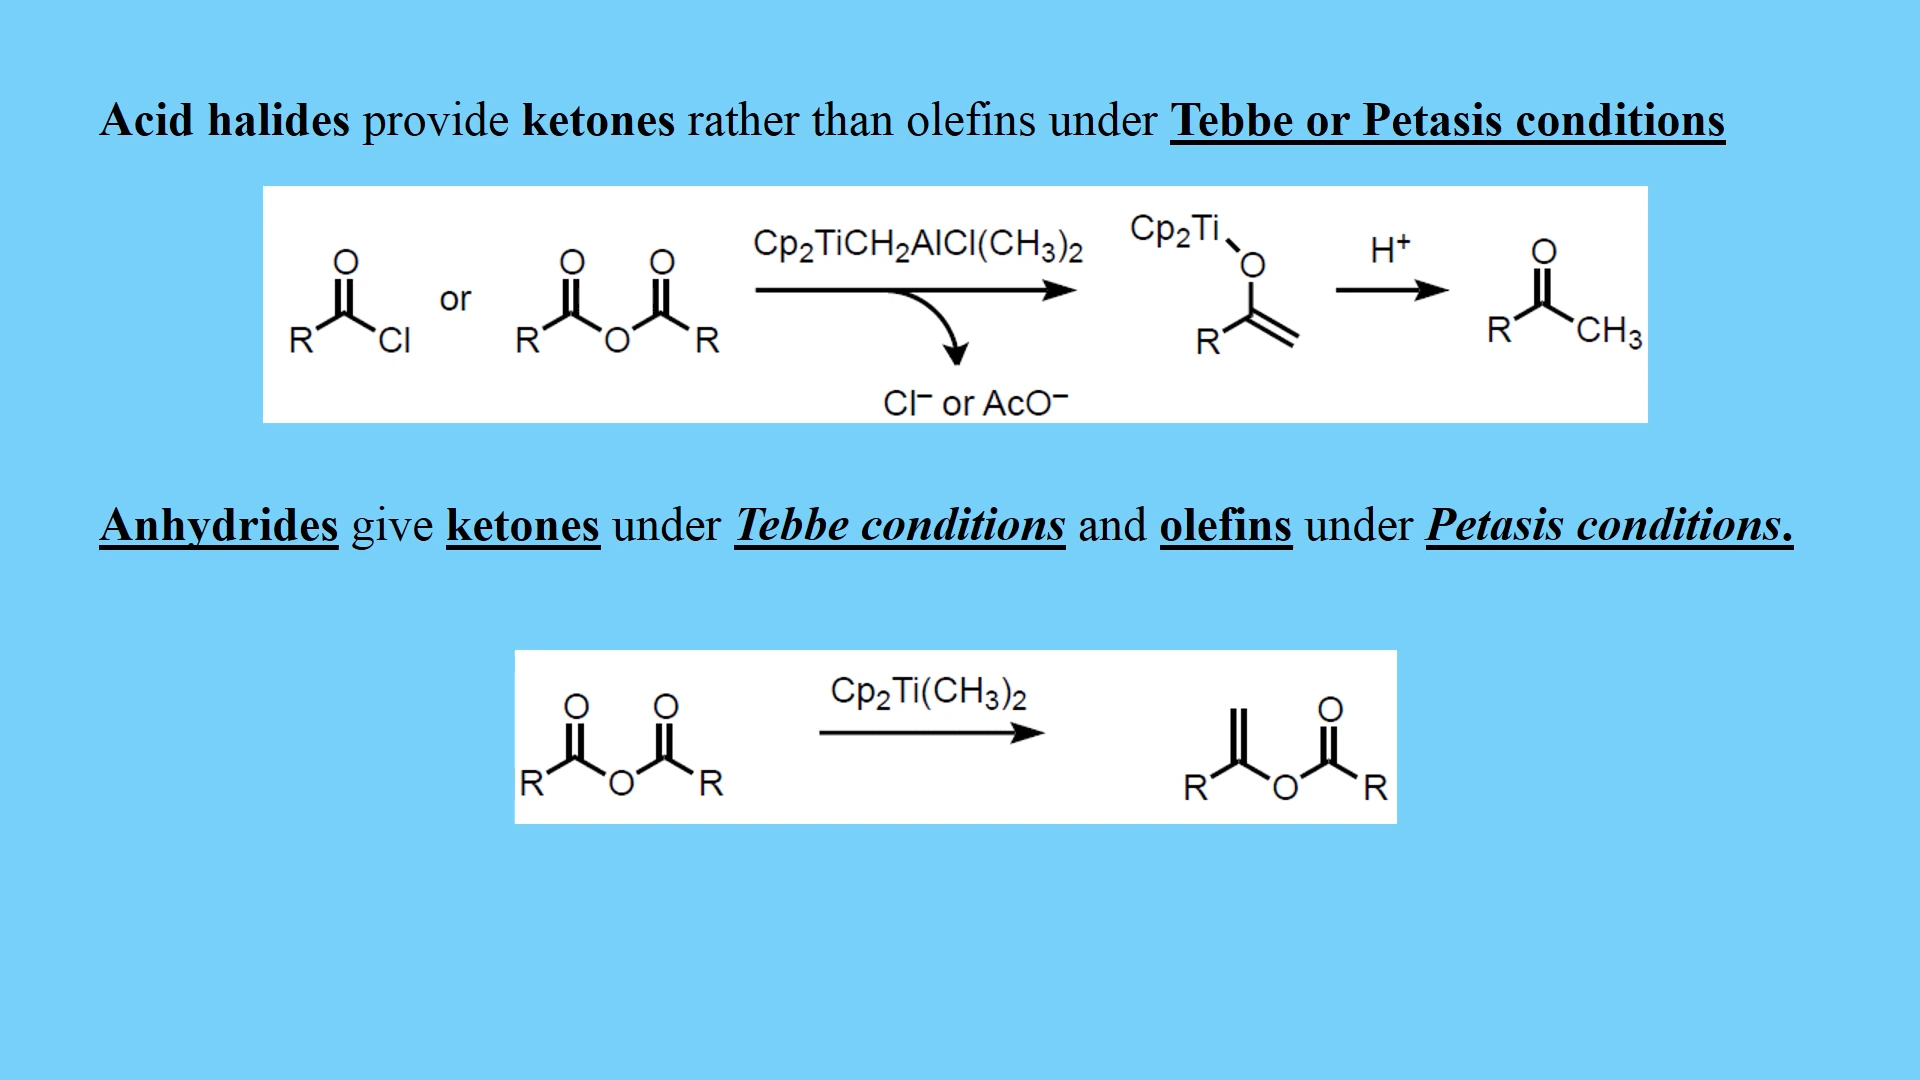 Acid halides provide ketones rather than olefins under Tebbe or Petasis conditions
O
R Cl
or
O O
R O R
Cp₂TiCH₂AlCl(CH₃)₂
Cl⁻ or AcO⁻
Cp₂Ti
O
R
H⁺
O
R CH₃
Anhydrides give ketones under Tebbe conditions and olefins under Petasis conditions.
O O
R O R
Cp₂Ti(CH₃)₂
O
R O R